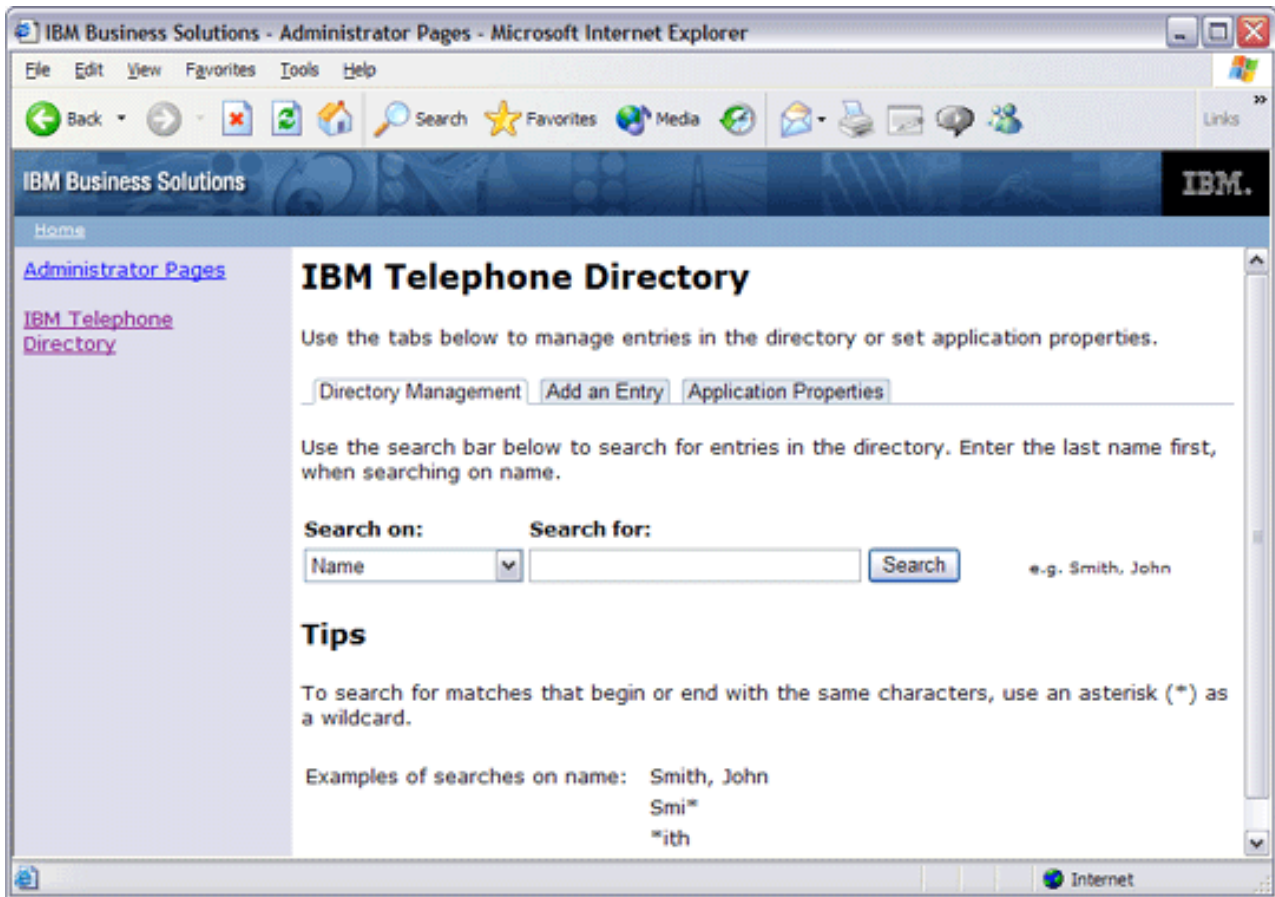 IBM Business Solutions - Administrator Pages - Microsoft Internet Explorer
File Edit View Favorites Tools Help
Back Search Favorites Media Links »
IBM Business Solutions IBM.
Home
Administrator Pages
IBM Telephone
Directory
IBM Telephone Directory
Use the tabs below to manage entries in the directory or set application properties.
Directory Management Add an Entry Application Properties
Use the search bar below to search for entries in the directory. Enter the last name first,
when searching on name.
Search on: Search for:
Name Search e.g. Smith, John
Tips
To search for matches that begin or end with the same characters, use an asterisk (*) as
a wildcard.
Examples of searches on name: Smith, John
Smi*
*ith
Internet